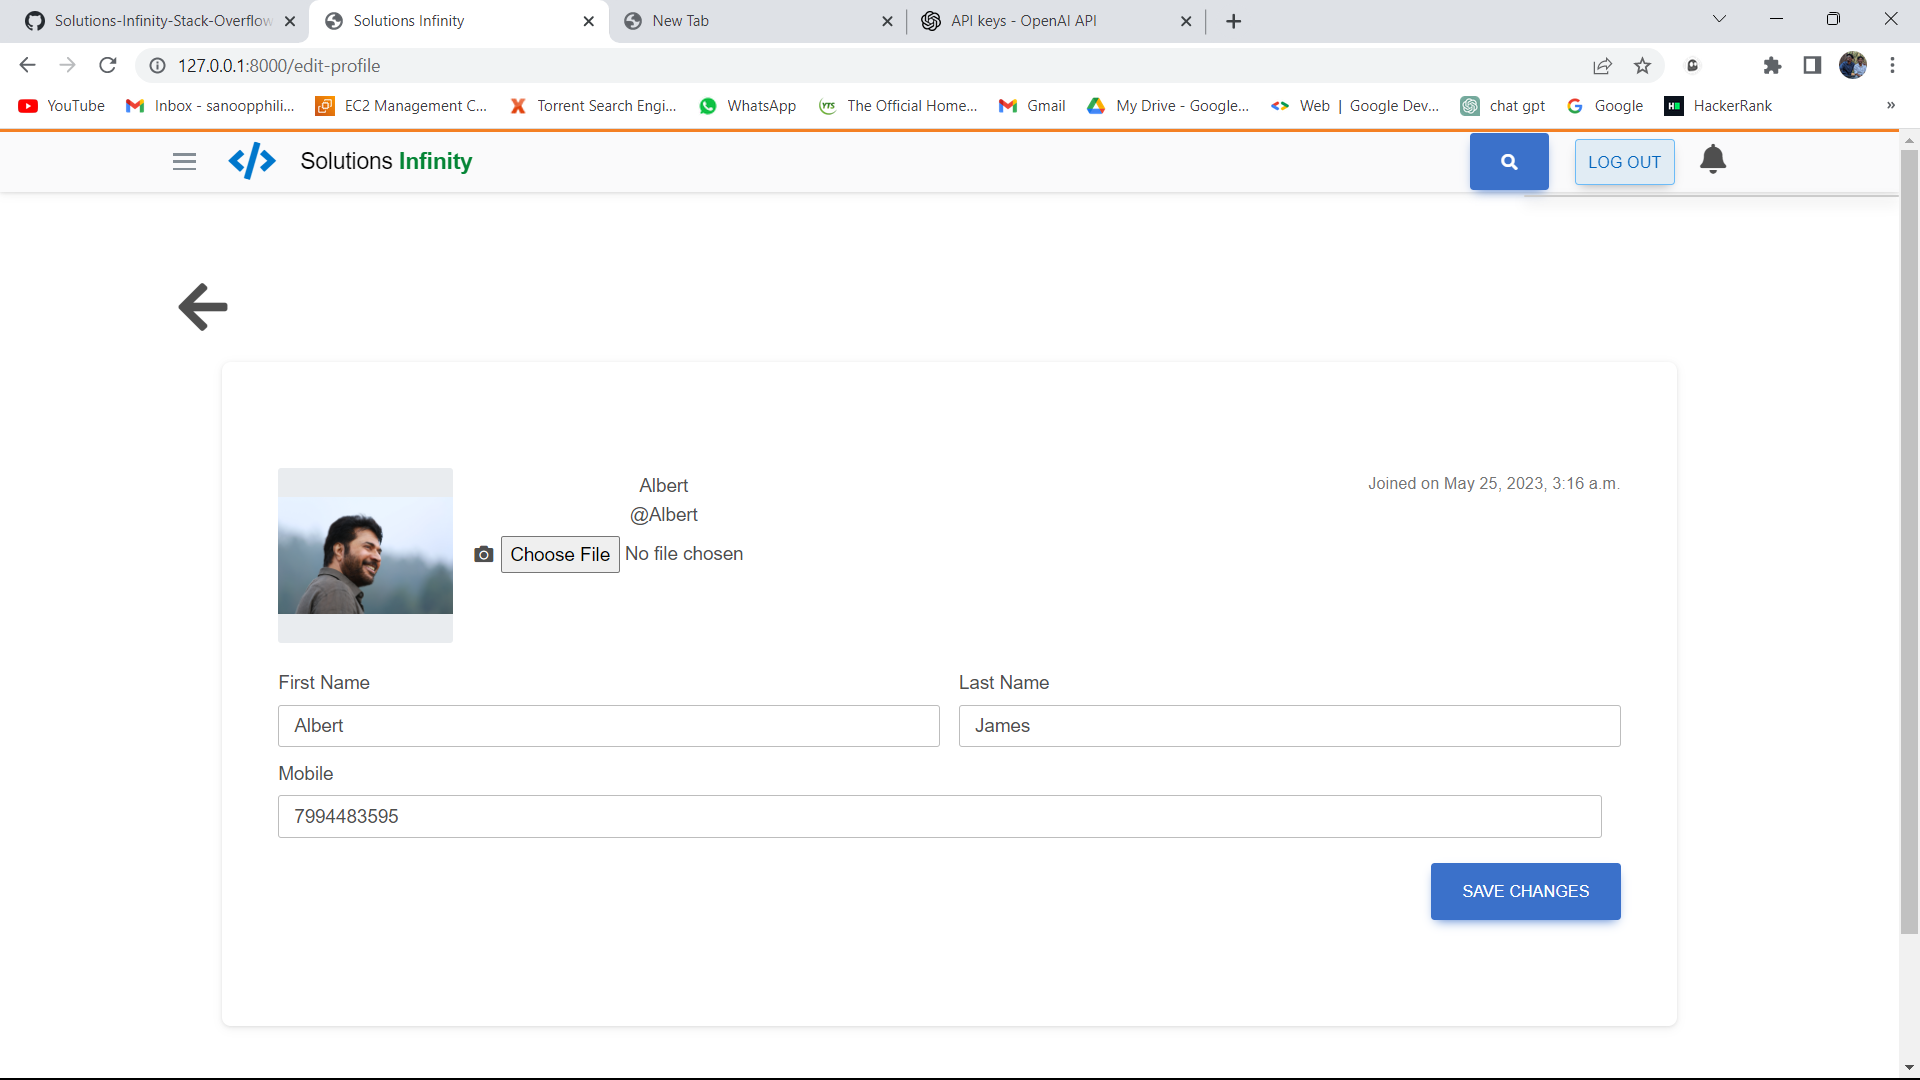 Solutions-Infinity-Stack-Overflow
Solutions Infinity
New Tab
API keys - OpenAI API
127.0.0.1:8000/edit-profile
YouTube
Inbox - sanoopphili...
EC2 Management C...
Torrent Search Engi...
WhatsApp
YTS
The Official Home...
Gmail
My Drive - Google...
Web | Google Dev...
chat gpt
Google
H
HackerRank
»
</>
Solutions Infinity
LOG OUT
Albert
Joined on May 25, 2023, 3:16 a.m.
@Albert
Choose File No file chosen
First Name
Last Name
Albert
James
Mobile
7994483595
SAVE CHANGES